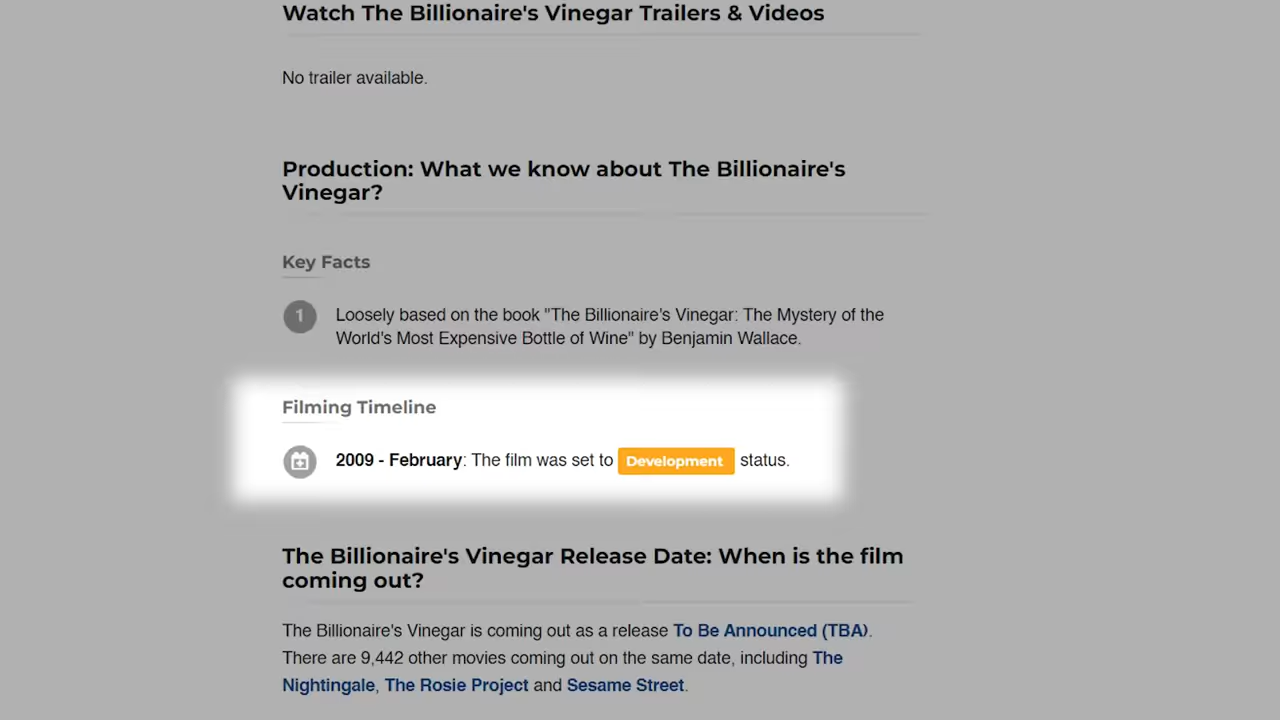 Watch The Billionaire's Vinegar Trailers & Videos
No trailer available.
Production: What we know about The Billionaire's
Vinegar?
Key Facts
1 Loosely based on the book "The Billionaire's Vinegar: The Mystery of the
World's Most Expensive Bottle of Wine" by Benjamin Wallace.
Filming Timeline
2009 - February: The film was set to Development status.
The Billionaire's Vinegar Release Date: When is the film
coming out?
The Billionaire's Vinegar is coming out as a release To Be Announced (TBA).
There are 9,442 other movies coming out on the same date, including The
Nightingale, The Rosie Project and Sesame Street.